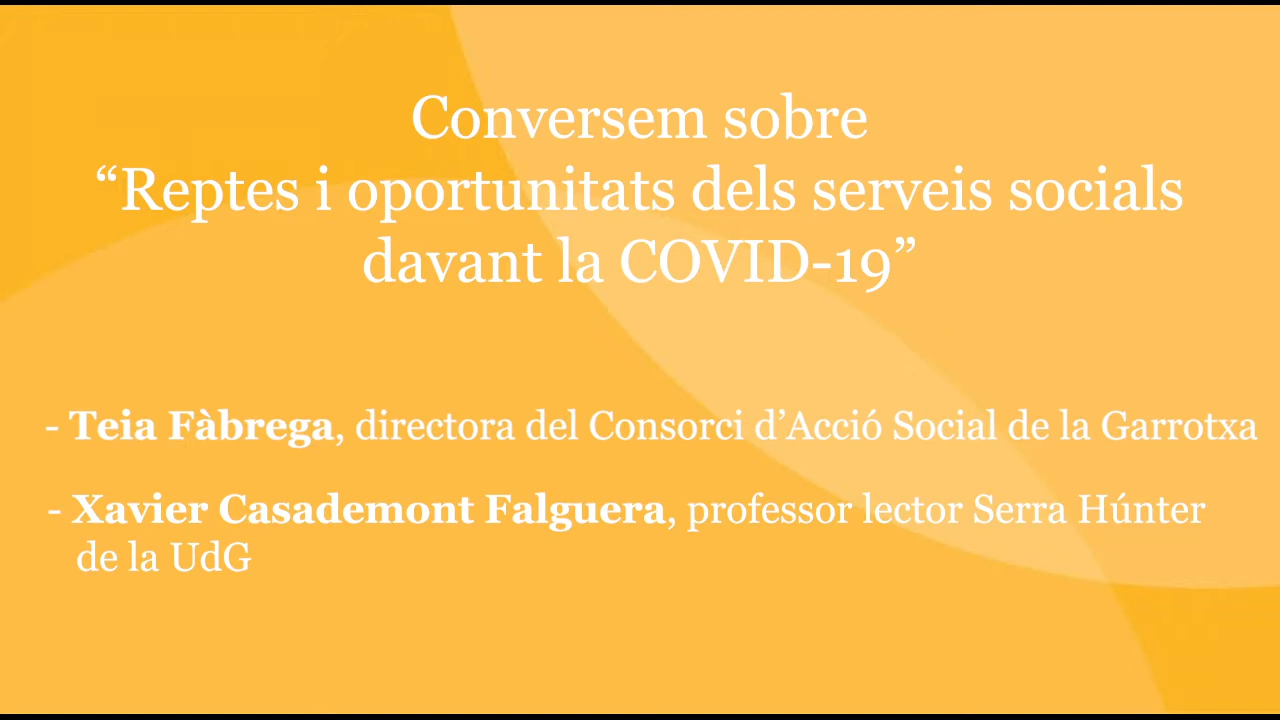 Conversem sobre
“Reptes i oportunitats dels serveis socials
davant la COVID-19”
- Teia Fàbrega, directora del Consorci d’Acció Social de la Garrotxa
- Xavier Casademont Falguera, professor lector Serra Húnter
de la UdG